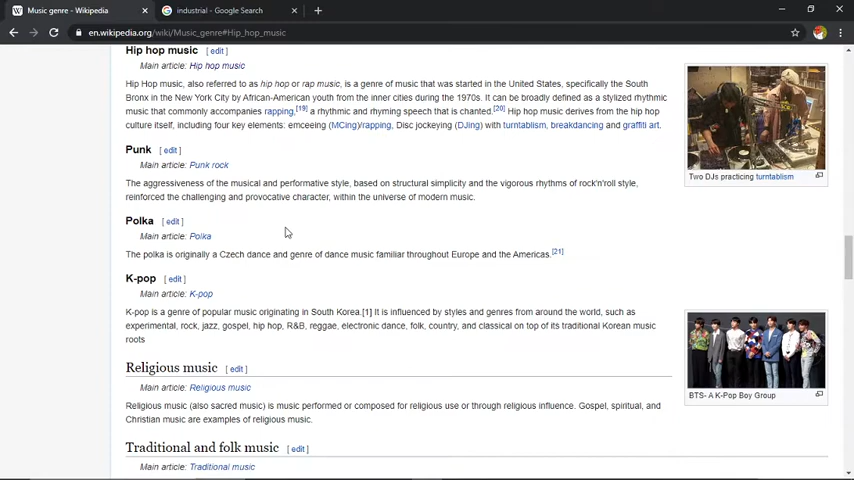 Music genre - Wikipedia
industrial - Google Search
en.wikipedia.org/wiki/Music_genre#Hip_hop_music
Hip hop music [ edit ]
Main article: Hip hop music
Hip Hop music, also referred to as hip hop or rap music, is a genre of music that was started in the United States, specifically the South
Bronx in the New York City by African-American youth from the inner cities during the 1970s. It can be broadly defined as a stylized rhythmic
music that commonly accompanies rapping,[19] a rhythmic and rhyming speech that is chanted.[20] Hip hop music derives from the hip hop
culture itself, including four key elements: emceeing (MCing)/rapping, Disc jockeying (DJing) with turntablism, breakdancing and graffiti art.
Two DJs practicing turntablism
Punk [ edit ]
Main article: Punk rock
The aggressiveness of the musical and performative style, based on structural simplicity and the vigorous rhythms of rock'n'roll style,
reinforced the challenging and provocative character, within the universe of modern music.
Polka [ edit ]
Main article: Polka
The polka is originally a Czech dance and genre of dance music familiar throughout Europe and the Americas.[21]
K-pop [ edit ]
Main article: K-pop
K-pop is a genre of popular music originating in South Korea.[1] It is influenced by styles and genres from around the world, such as
experimental, rock, jazz, gospel, hip hop, R&B, reggae, electronic dance, folk, country, and classical on top of its traditional Korean music
roots
BTS- A K-Pop Boy Group
Religious music [ edit ]
Main article: Religious music
Religious music (also sacred music) is music performed or composed for religious use or through religious influence. Gospel, spiritual, and
Christian music are examples of religious music.
Traditional and folk music [ edit ]
Main article: Traditional music